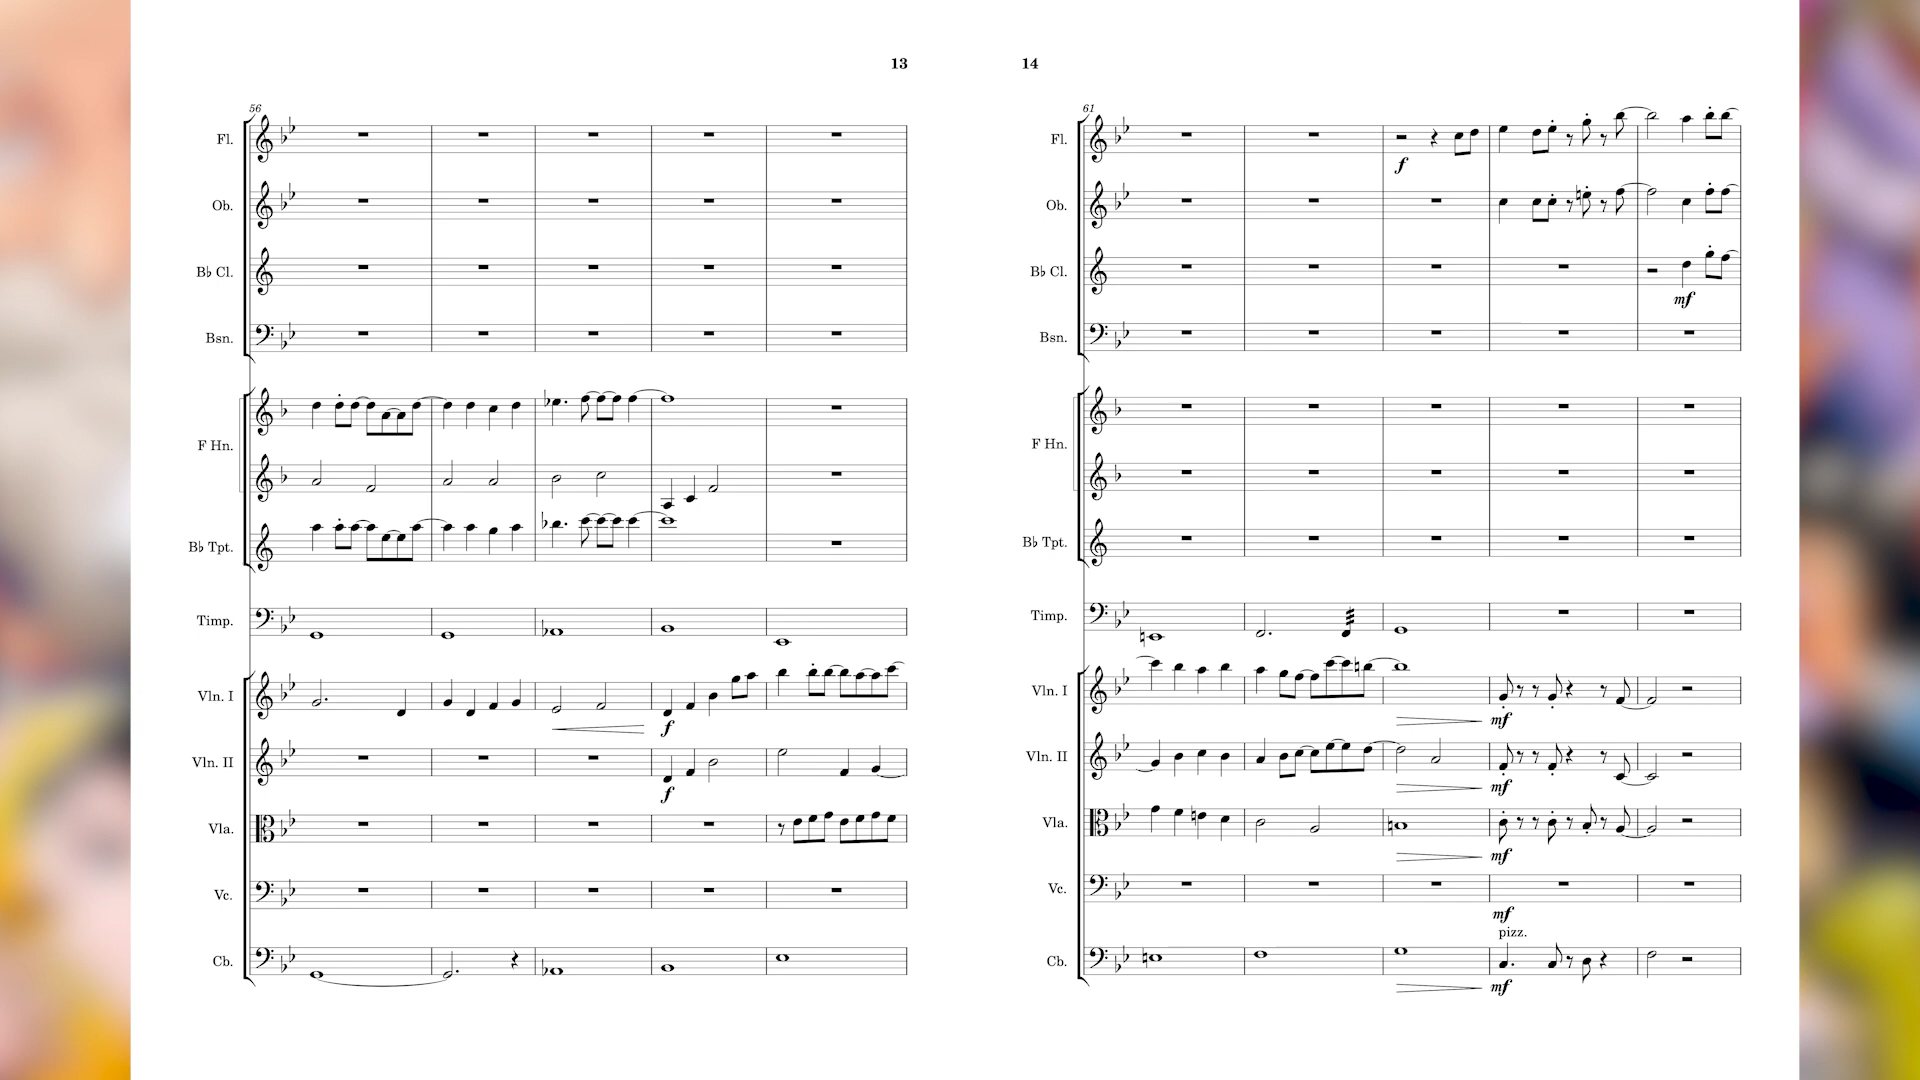 13
56
Fl.
Ob.
B♭ Cl.
Bsn.
F Hn.
B♭ Tpt.
Timp.
Vln. I
f
Vln. II
f
Vla.
Vc.
Cb.
14
61
Fl.
f
Ob.
B♭ Cl.
mf
Bsn.
F Hn.
B♭ Tpt.
Timp.
Vln. I
mf
Vln. II
mf
Vla.
mf
Vc.
mf
pizz.
Cb.
mf